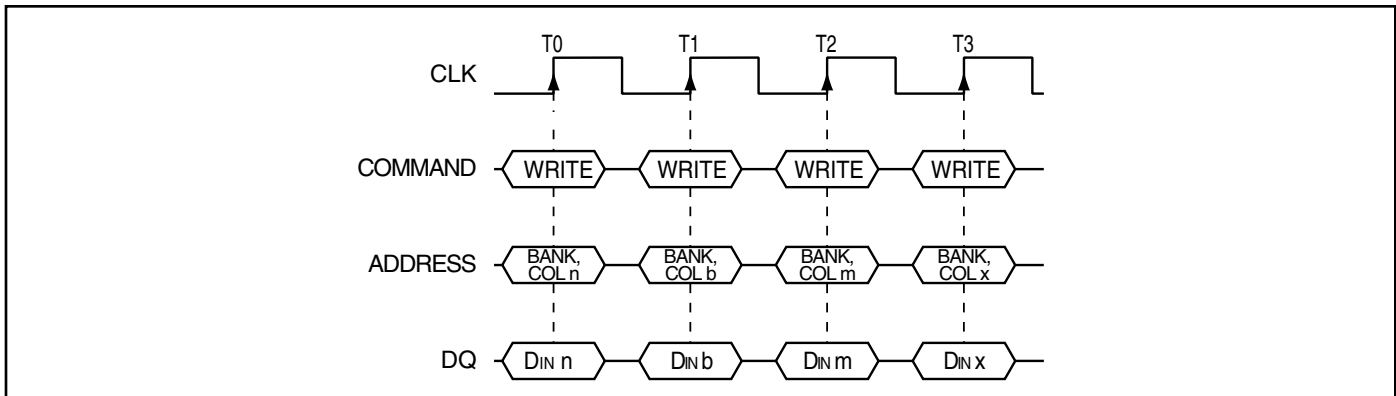 T0 T1 T2 T3
CLK
COMMAND WRITE WRITE WRITE WRITE
ADDRESS BANK, COL n BANK, COL b BANK, COL m BANK, COL x
DQ DIN n DIN b DIN m DIN x